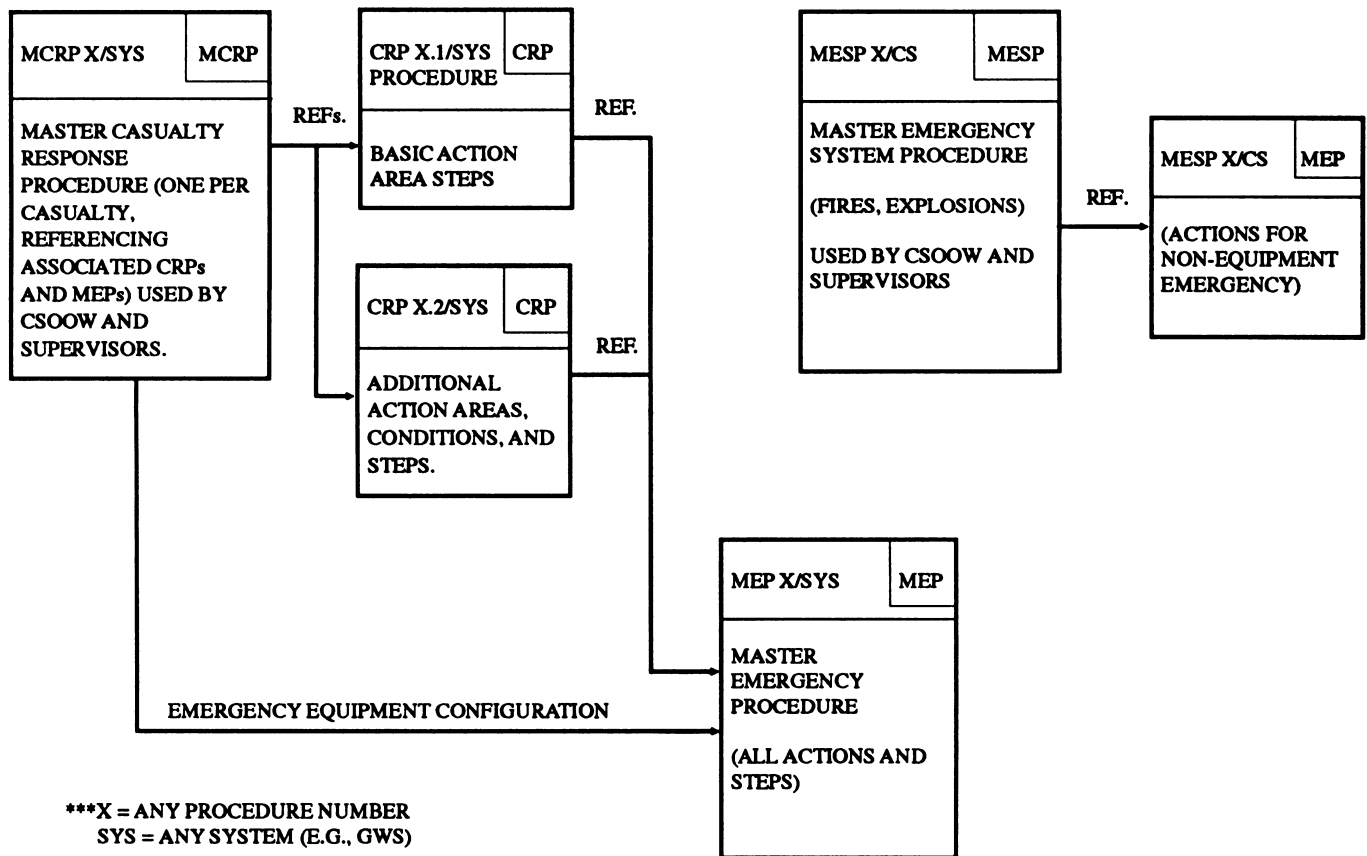 MCRP X/SYS
MCRP
MASTER CASUALTY
RESPONSE
PROCEDURE (ONE PER
CASUALTY,
REFERENCING
ASSOCIATED CRPs
AND MEPs) USED BY
CSOOW AND
SUPERVISORS.
REFs.
CRP X.1/SYS
PROCEDURE
CRP
BASIC ACTION
AREA STEPS
REF.
CRP X.2/SYS
CRP
ADDITIONAL
ACTION AREAS,
CONDITIONS, AND
STEPS.
REF.
MESP X/CS
MESP
MASTER EMERGENCY
SYSTEM PROCEDURE
(FIRES, EXPLOSIONS)
USED BY CSOOW AND
SUPERVISORS
REF.
MESP X/CS
MEP
(ACTIONS FOR
NON-EQUIPMENT
EMERGENCY)
MEP X/SYS
MEP
MASTER
EMERGENCY
PROCEDURE
(ALL ACTIONS AND
STEPS)
EMERGENCY EQUIPMENT CONFIGURATION
***X = ANY PROCEDURE NUMBER
SYS = ANY SYSTEM (E.G., GWS)